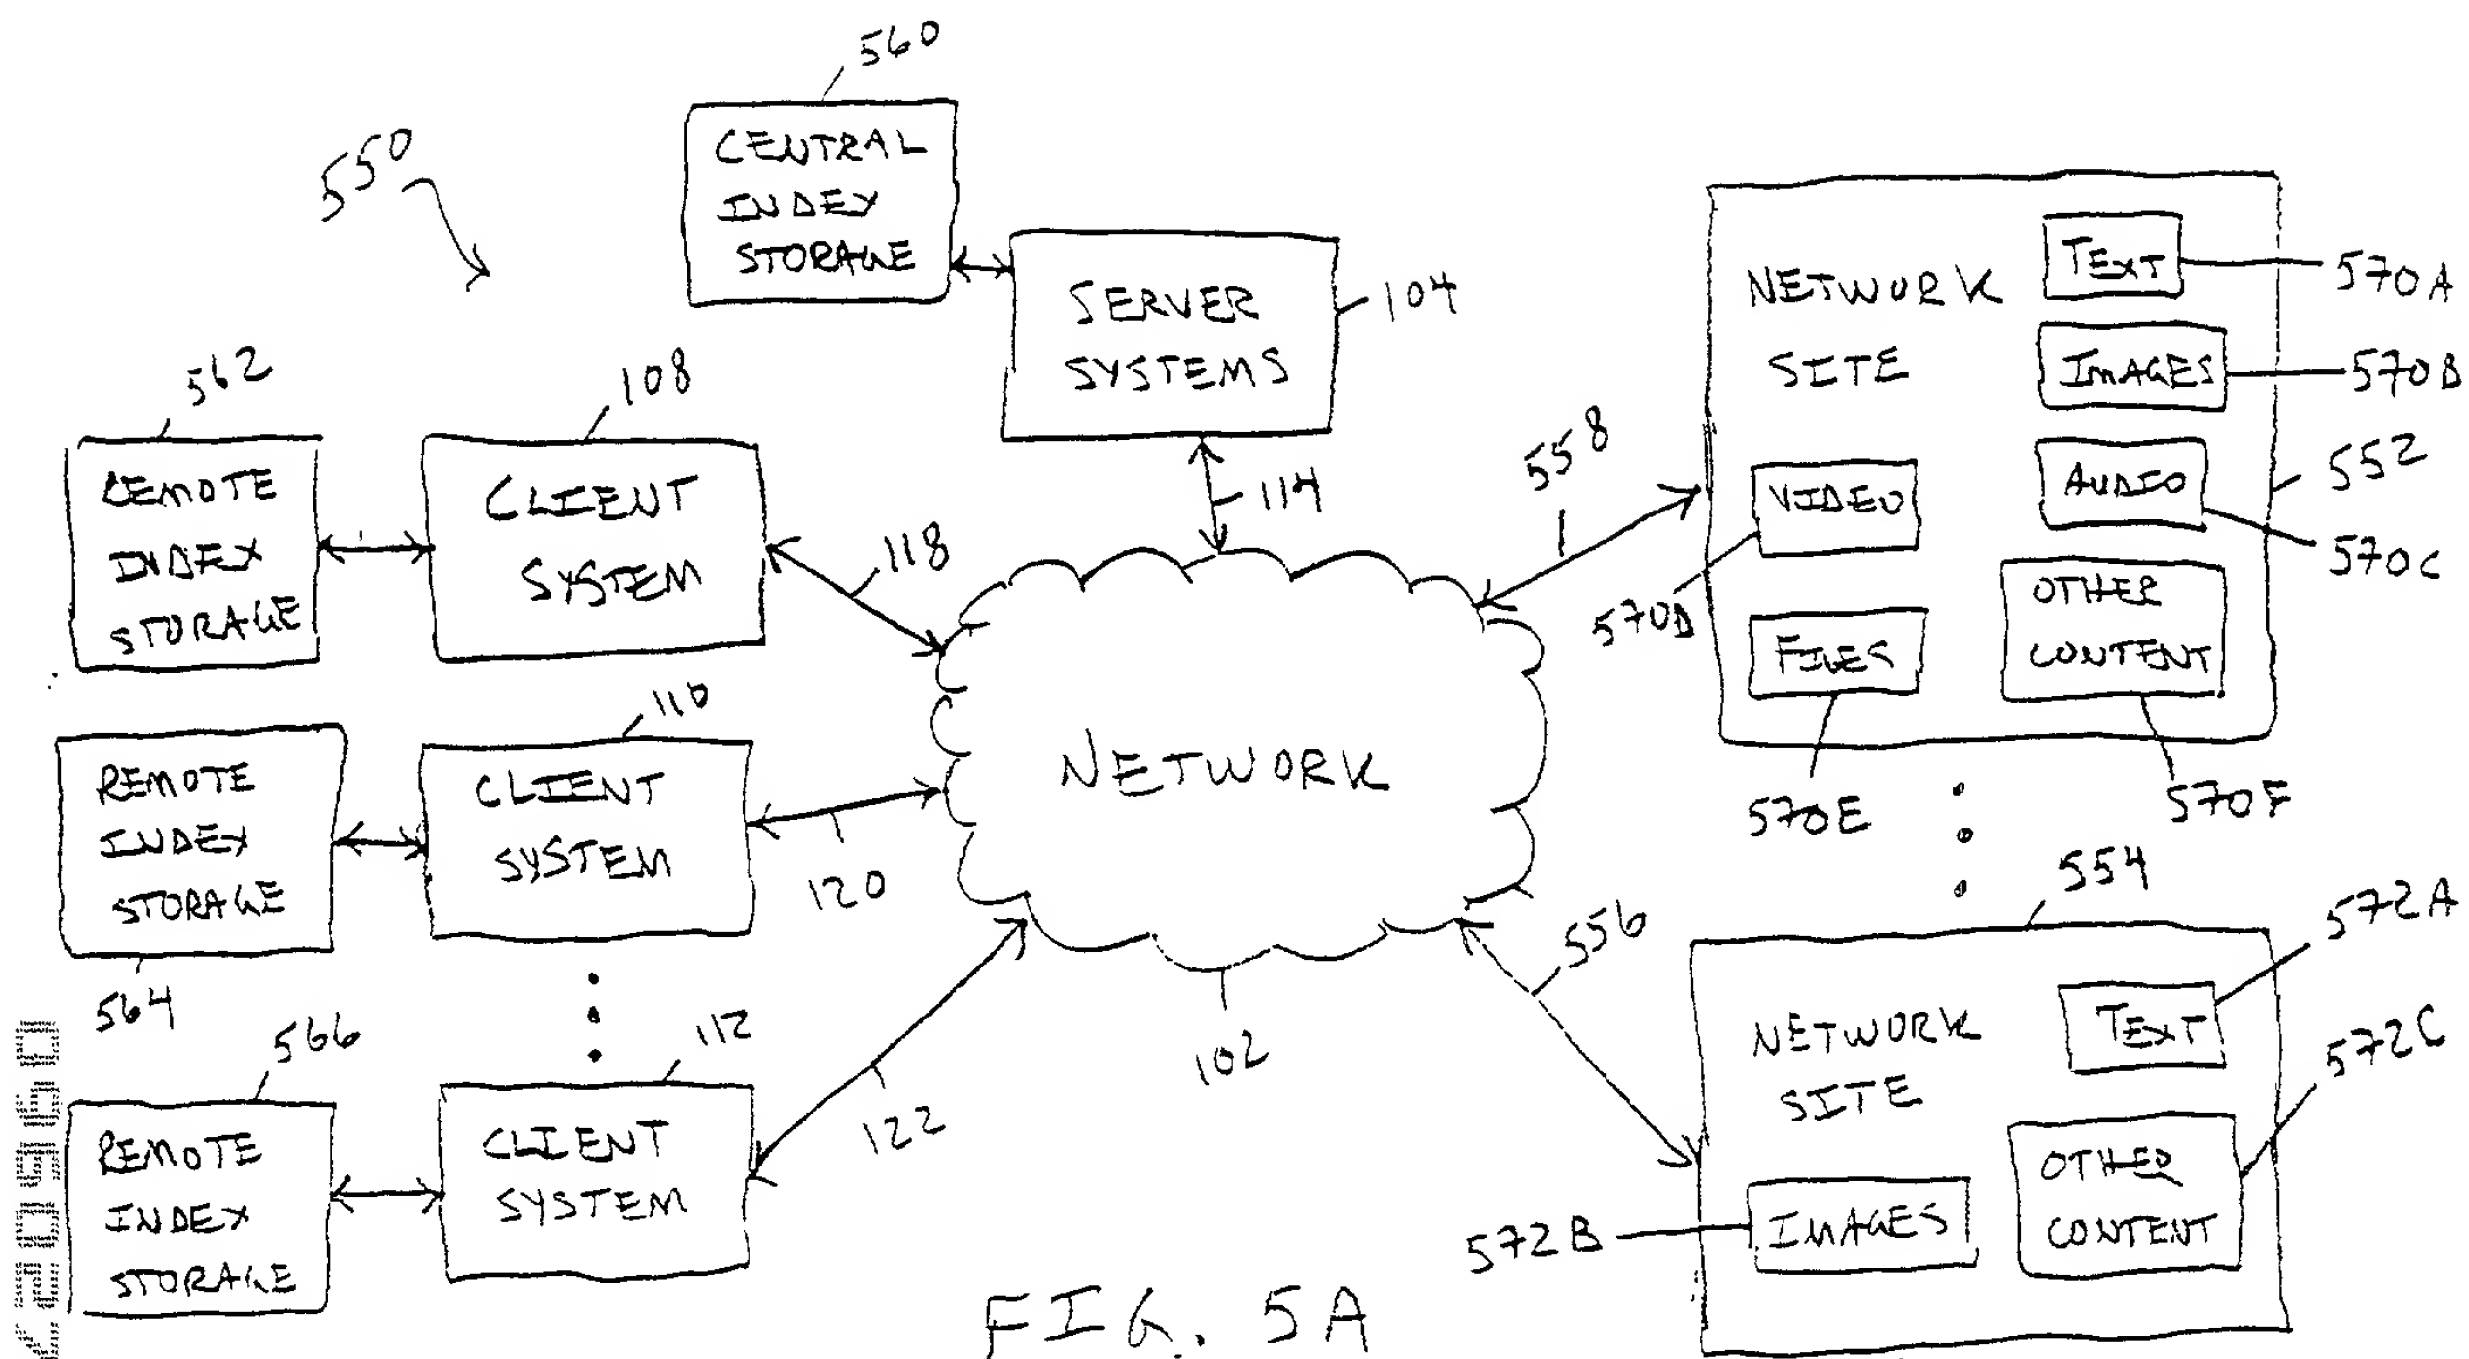 560
CENTRAL
INDEX
STORAGE
550
SERVER
SYSTEMS
104
562
REMOTE
INDEX
STORAGE
108
CLIENT
SYSTEM
118
114
558
NETWORK
SITE
TEXT
570A
IMAGES
570B
AUDIO
552
570C
VIDEO
570D
FILES
570E
OTHER
CONTENT
570F
564
REMOTE
INDEX
STORAGE
110
CLIENT
SYSTEM
120
NETWORK
102
566
REMOTE
INDEX
STORAGE
112
CLIENT
SYSTEM
122
556
554
NETWORK
SITE
TEXT
572A
572C
OTHER
CONTENT
572B
IMAGES
FIG. 5A